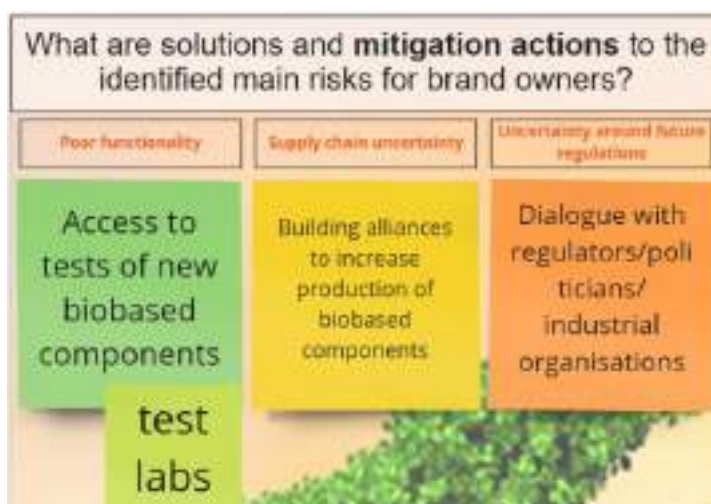 What are solutions and mitigation actions to the
identified main risks for brand owners?
Poor functionality
Supply chain uncertainty
Uncertainty around future
regulations
Access to
tests of new
biobased
components
test
labs
Building alliances
to increase
production of
biobased
components
Dialogue with
regulators/poli
ticians/
industrial
organisations